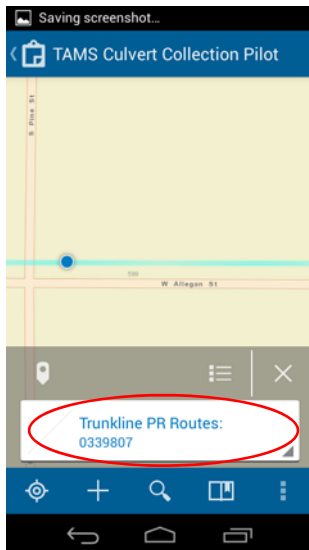 Saving screenshot...
TAMS Culvert Collection Pilot
S Pine St
W Allegan St
Trunkline PR Routes:
0339807